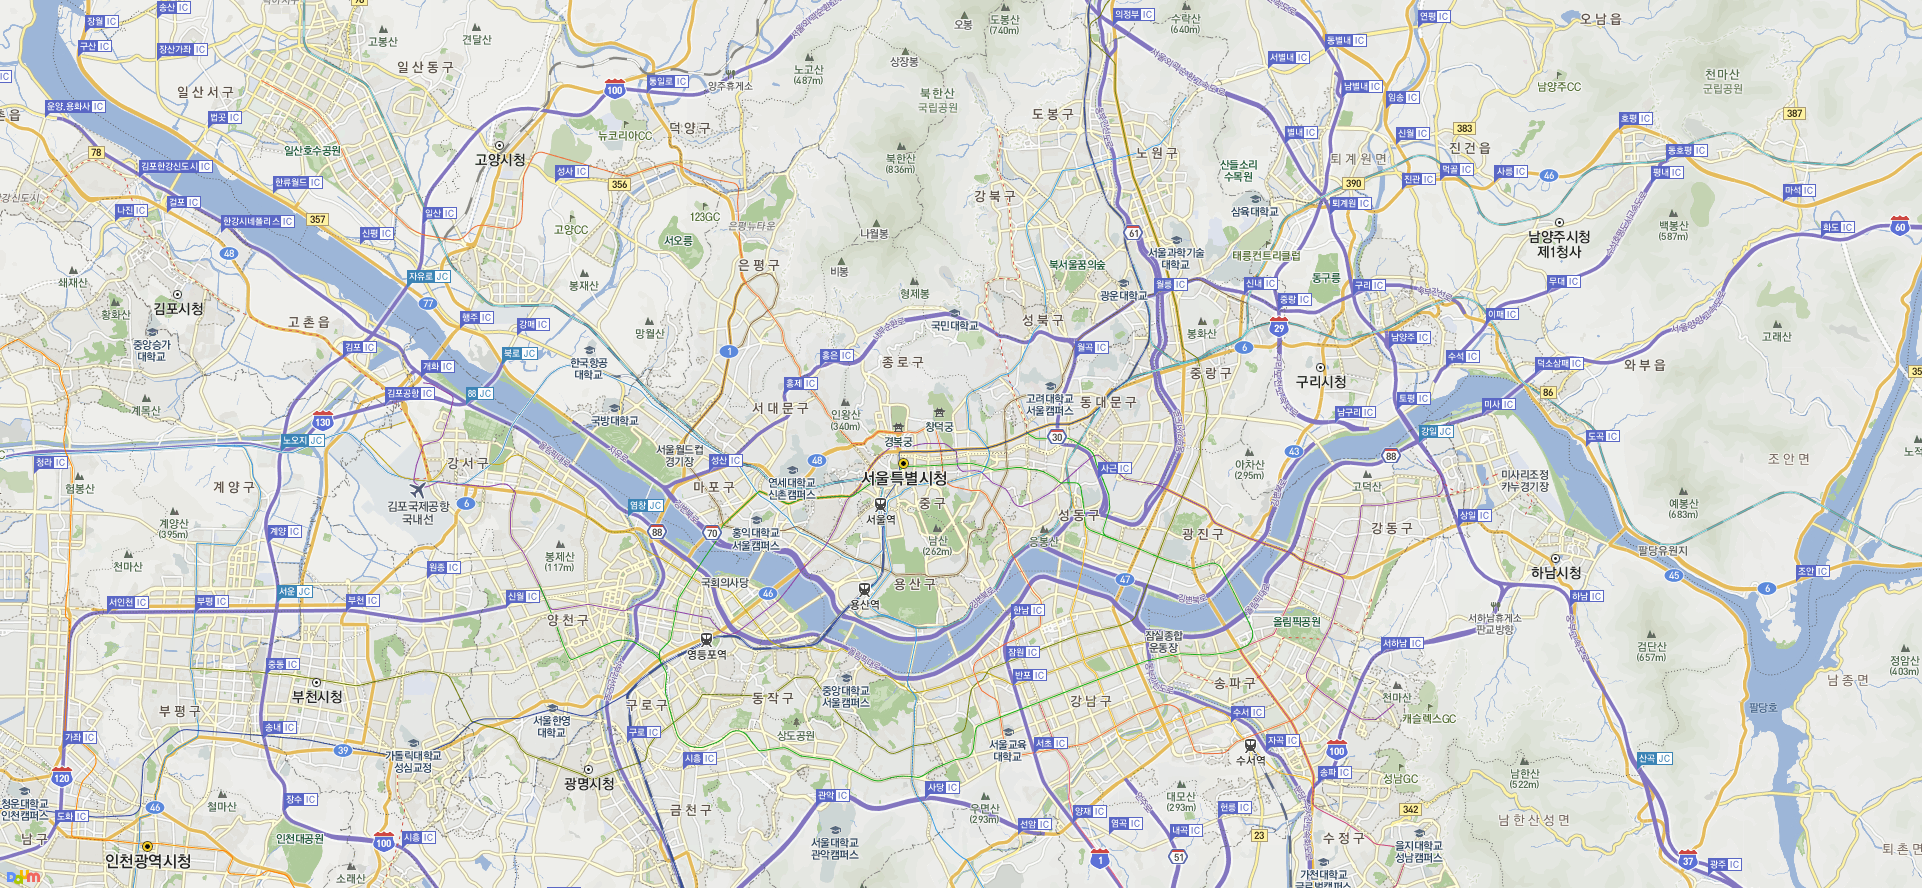 송산 IC
장월 IC
구산 IC
장산가좌 IC
고봉산
견달산
일산동구
일산서구
운양,용화사 IC
법곳 IC
일산호수공원
78
김포한강신도시 IC
한류월드 IC
고양시청
성사 IC
356
100
통일로 IC
양주휴게소
뉴코리아CC
덕양구
노고산
(487m)
오봉
도봉산
(740m)
상장봉
북한산
국립공원
북한산
(836m)
도봉구
의정부 IC
수락산
(640m)
노원구
강북구
서별내 IC
동별내 IC
남별내 IC
연평 IC
오남읍
임송 IC
별내 IC
신월 IC
383
진건읍
퇴계원면
390
진관 IC
먹골 IC
사릉 IC
46
남양주CC
천마산
군립공원
호평 IC
387
동호평 IC
평내 IC
마석 IC
화도 IC
60
백봉산
(587m)
남양주시청
제1청사
산들소리
수목원
삼육대학교
퇴계원 IC
태릉컨트리클럽
서울과학기술
대학교
61
북서울꿈의숲
광운대학교
월릉 IC
신내 IC
중랑 IC
동구릉
구리 IC
29
봉화산
6
남양주 IC
이패 IC
무대 IC
수석 IC
덕소삼패 IC
와부읍
고래산
86
나진 IC
걸포 IC
한강시네폴리스 IC
357
신평 IC
일산 IC
48
쇄재산
황화산
김포시청
중앙승가
대학교
고촌읍
자유로 JC
77
행주 IC
강매 IC
김포 IC
개화 IC
북로 JC
88 JC
김포공항 IC
130
노오지 JC
계목산
청라 IC
고양CC
123GC
서오릉
은평뉴타운
은평구
봉재산
망월산
한국항공
대학교
국방대학교
나월봉
비봉
형제봉
국민대학교
성북구
홍은 IC
홍제 IC
종로구
월곡 IC
1
서대문구
인왕산
(340m)
경복궁
창덕궁
고려대학교
서울캠퍼스
동대문구
중랑구
30
구리시청
남구리 IC
토평 IC
미사 IC
강일 JC
도곡 IC
조안면
서울월드컵
경기장
성산 IC
48
마포구
연세대학교
신촌캠퍼스
서울특별시청
중구
서울역
남산
(262m)
사근 IC
성동구
응봉산
아차산
(295m)
43
88
고덕산
미사리조정
카누경기장
예봉산
(683m)
광진구
강동구
상일 IC
하남시청
팔당유원지
45
6
조안 IC
험봉산
계양구
계양산
(395m)
천마산
계양 IC
강서구
김포국제공항
국내선
6
염창 JC
88
70
홍익대학교
서울캠퍼스
국회의사당
46
봉제산
(117m)
원종 IC
서운 JC
서인천 IC
부평 IC
부천 IC
신월 IC
양천구
용산구
용산역
영등포역
47
한남 IC
잠원 IC
반포 IC
잠실종합
운동장
올림픽공원
서하남휴게소
판교방향
하남 IC
서하남 IC
검단산
(657m)
정암산
(403m)
남종면
팔당호
중동 IC
부천시청
부평구
송내 IC
가좌 IC
39
가톨릭대학교
성심교정
서울한영
대학교
구로구
구로 IC
시흥 IC
동작구
중앙대학교
서울캠퍼스
상도공원
서울교육
대학교
서초 IC
강남구
송파구
수서 IC
자곡 IC
수서역
100
송파 IC
천마산
캐슬렉스GC
성남GC
남한산
(522m)
산곡 JC
120
청운대학교
인천캠퍼스
46
도화 IC
철마산
장수 IC
인천대공원
광명시청
금천구
관악 IC
사당 IC
우면산
(293m)
선암 IC
양재 IC
염곡 IC
대모산
(293m)
헌릉 IC
내곡 IC
342
수정구
남한산성면
남구
인천광역시청
100
시흥 IC
소래산
서울대학교
관악캠퍼스
1
51
23
을지대학교
성남캠퍼스
가천대학교
글로벌캠퍼스
37
광주 IC
퇴촌면
Daum